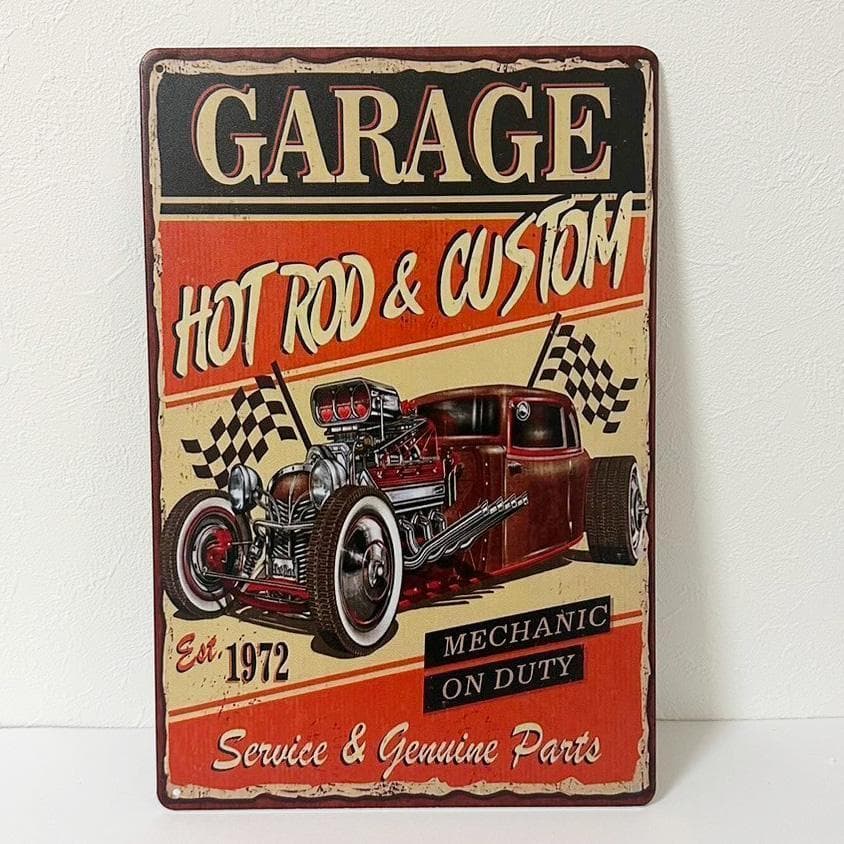 GARAGE
HOT ROD & CUSTOM
Est. 1972
MECHANIC
ON DUTY
Service & Genuine Parts